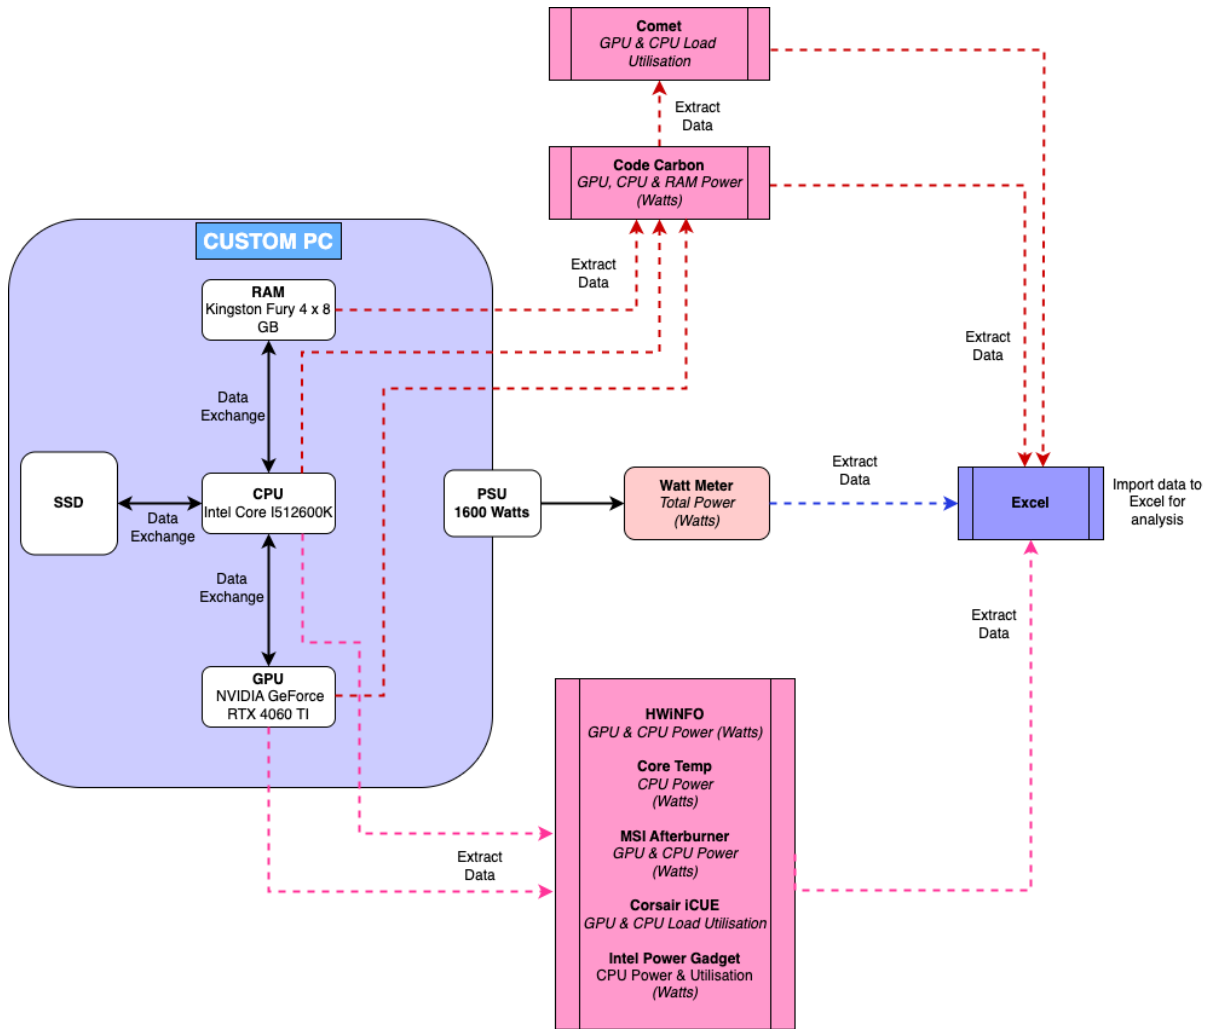 Comet
GPU & CPU Load
Utilisation
Extract
Data
Code Carbon
GPU, CPU & RAM Power
(Watts)
Extract
Data
CUSTOM PC
RAM
Kingston Fury 4 x 8
GB
Data
Exchange
SSD
Data
Exchange
CPU
Intel Core I512600K
Data
Exchange
GPU
NVIDIA GeForce
RTX 4060 TI
PSU
1600 Watts
Watt Meter
Total Power
(Watts)
Extract
Data
Extract
Data
Excel
Import data to
Excel for
analysis
Extract
Data
Extract
Data
HWiNFO
GPU & CPU Power (Watts)
Core Temp
CPU Power
(Watts)
MSI Afterburner
GPU & CPU Power
(Watts)
Corsair iCUE
GPU & CPU Load Utilisation
Intel Power Gadget
CPU Power & Utilisation
(Watts)